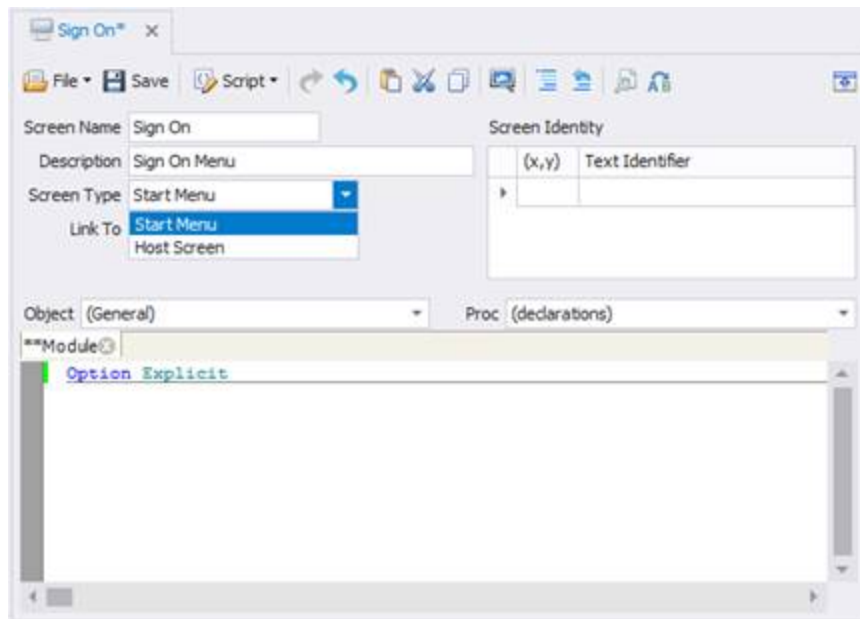 Sign On*
File Save Script
Screen Name Sign On Screen Identity
Description Sign On Menu (x,y) Text Identifier
Screen Type Start Menu
Link To Start Menu
Host Screen
Object (General) Proc (declarations)
**Module
Option Explicit